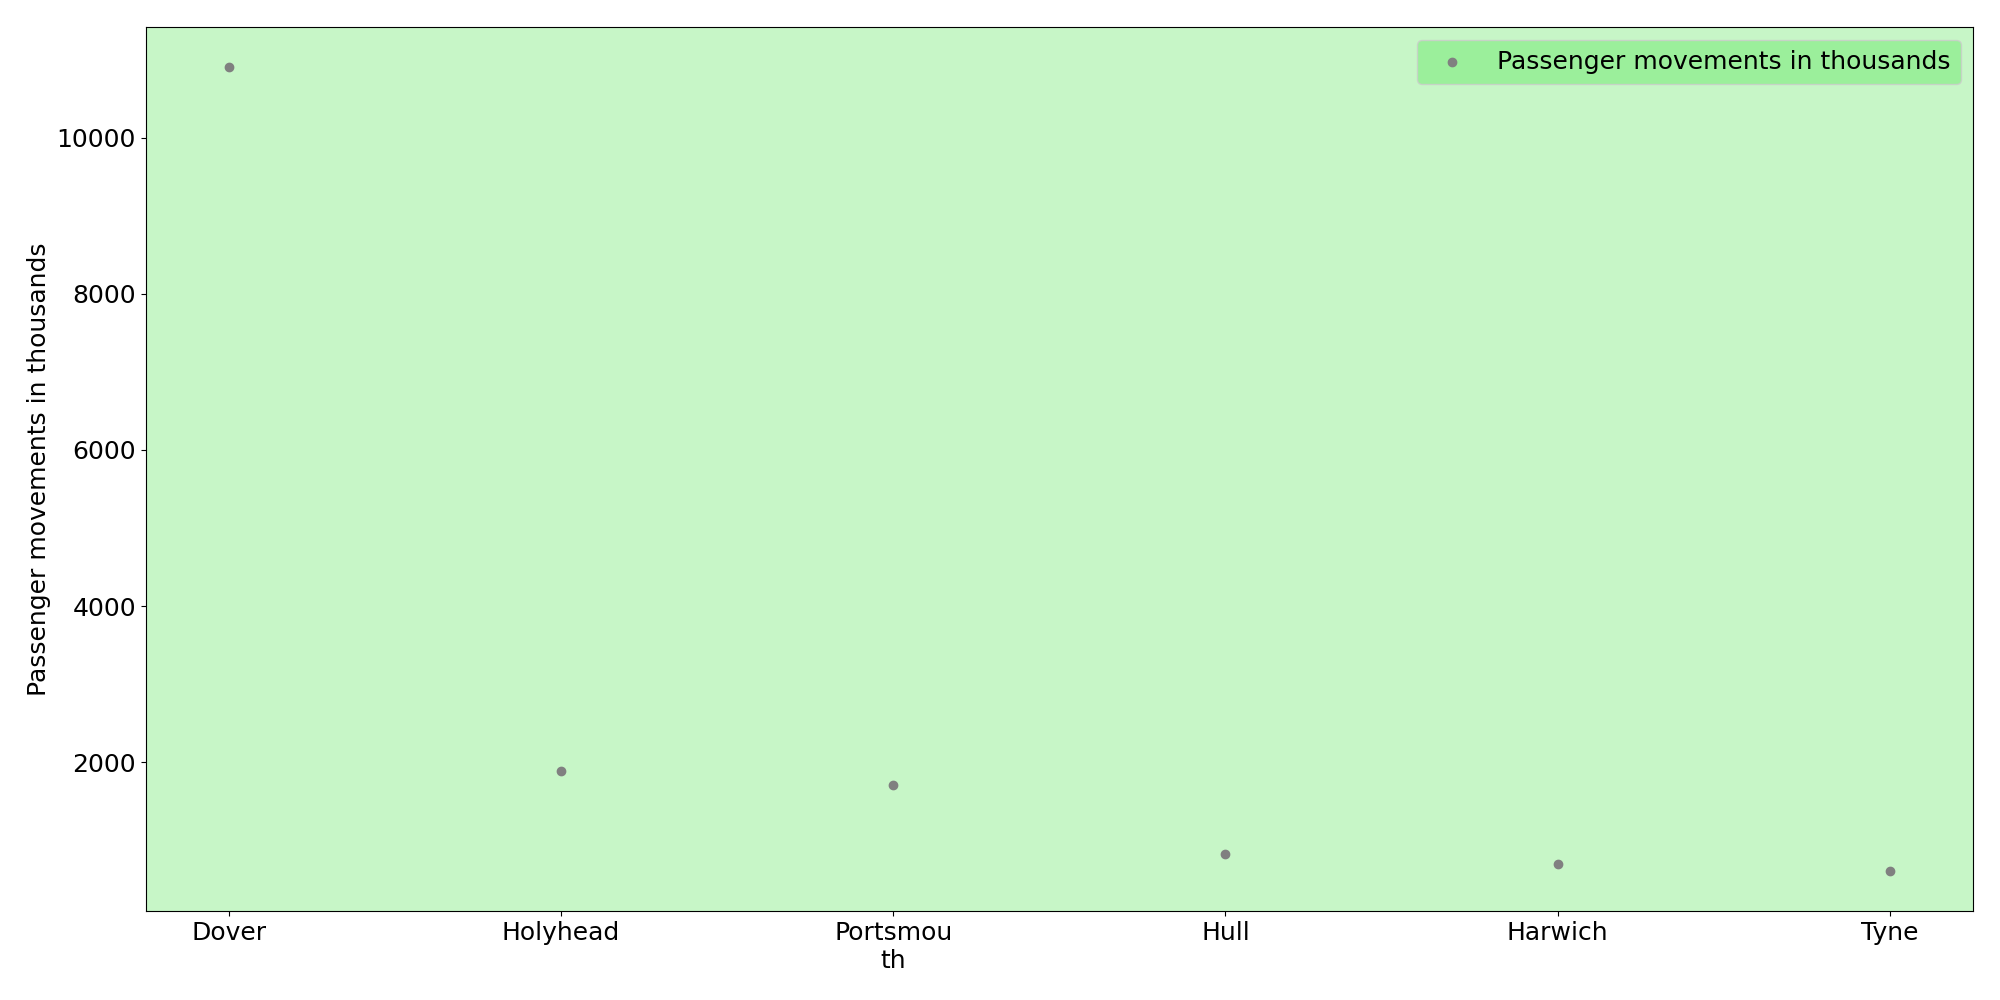 Passenger movements in thousands
Passenger movements in thousands
10000
8000
6000
4000
2000
Dover
Holyhead
Portsmou
th
Hull
Harwich
Tyne